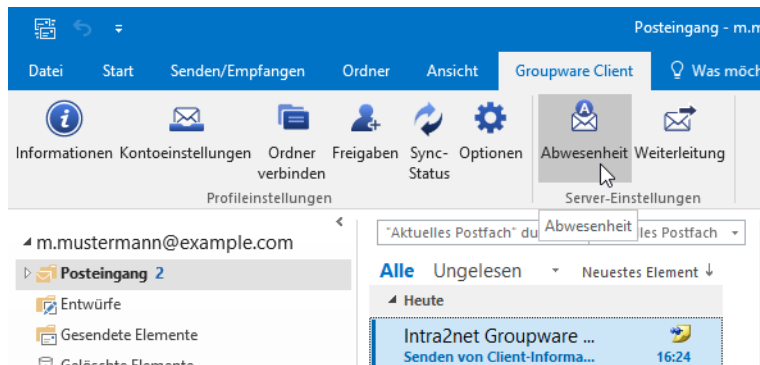 Posteingang - m.m
Datei Start Senden/Empfangen Ordner Ansicht Groupware Client Was möch
Informationen Kontoeinstellungen Ordner verbinden Freigaben Sync-Status Optionen Abwesenheit Weiterleitung
Profileinstellungen Server-Einstellungen
Abwesenheit
m.mustermann@example.com
"Aktuelles Postfach" du les Postfach
Posteingang 2
Alle Ungelesen Neuestes Element ↓
Entwürfe
Heute
Gesendete Elemente
Intra2net Groupware ...
Senden von Client-Informa... 16:24
Gelöschte Elemente